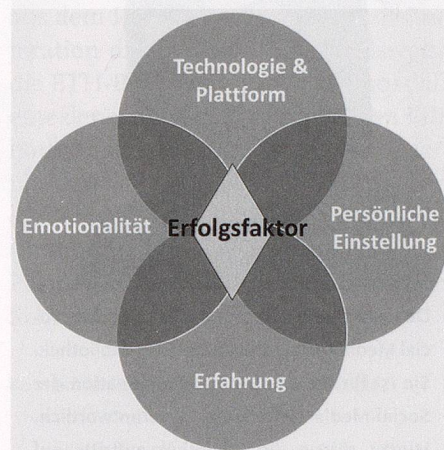 Technologie &
Plattform
Emotionalität
Erfolgsfaktor
Persönliche
Einstellung
Erfahrung